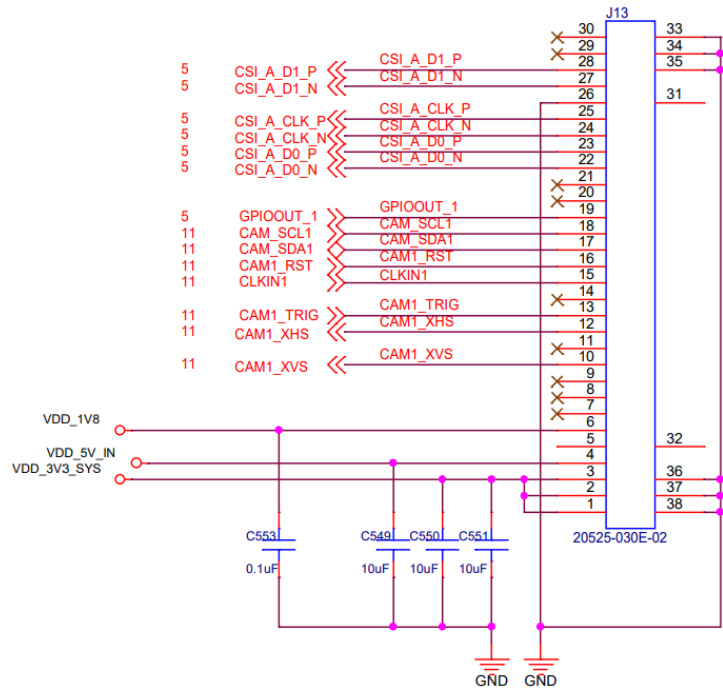 J13
30 33
29 34
CSI_A_D1_P
5 CSI_A_D1_P 28 35
CSI_A_D1_N
5 CSI_A_D1_N 27
26 31
CSI_A_CLK_P
5 CSI_A_CLK_P 25
CSI_A_CLK_N
5 CSI_A_CLK_N 24
CSI_A_D0_P
5 CSI_A_D0_P 23
CSI_A_D0_N
5 CSI_A_D0_N 22
21
20
GPIOOUT_1
5 GPIOOUT_1 19
CAM_SCL1
11 CAM_SCL1 18
CAM_SDA1
11 CAM_SDA1 17
CAM1_RST
11 CAM1_RST 16
CLKIN1
11 CLKIN1 15
14
CAM1_TRIG
11 CAM1_TRIG 13
CAM1_XHS
11 CAM1_XHS 12
11
CAM1_XVS
11 CAM1_XVS 10
9
8
7
VDD_1V8
6
5 32
VDD_5V_IN
4
VDD_3V3_SYS
3 36
2 37
1 38
C553 C549 C550 C551 20525-030E-02
0.1uF 10uF 10uF 10uF
GND GND